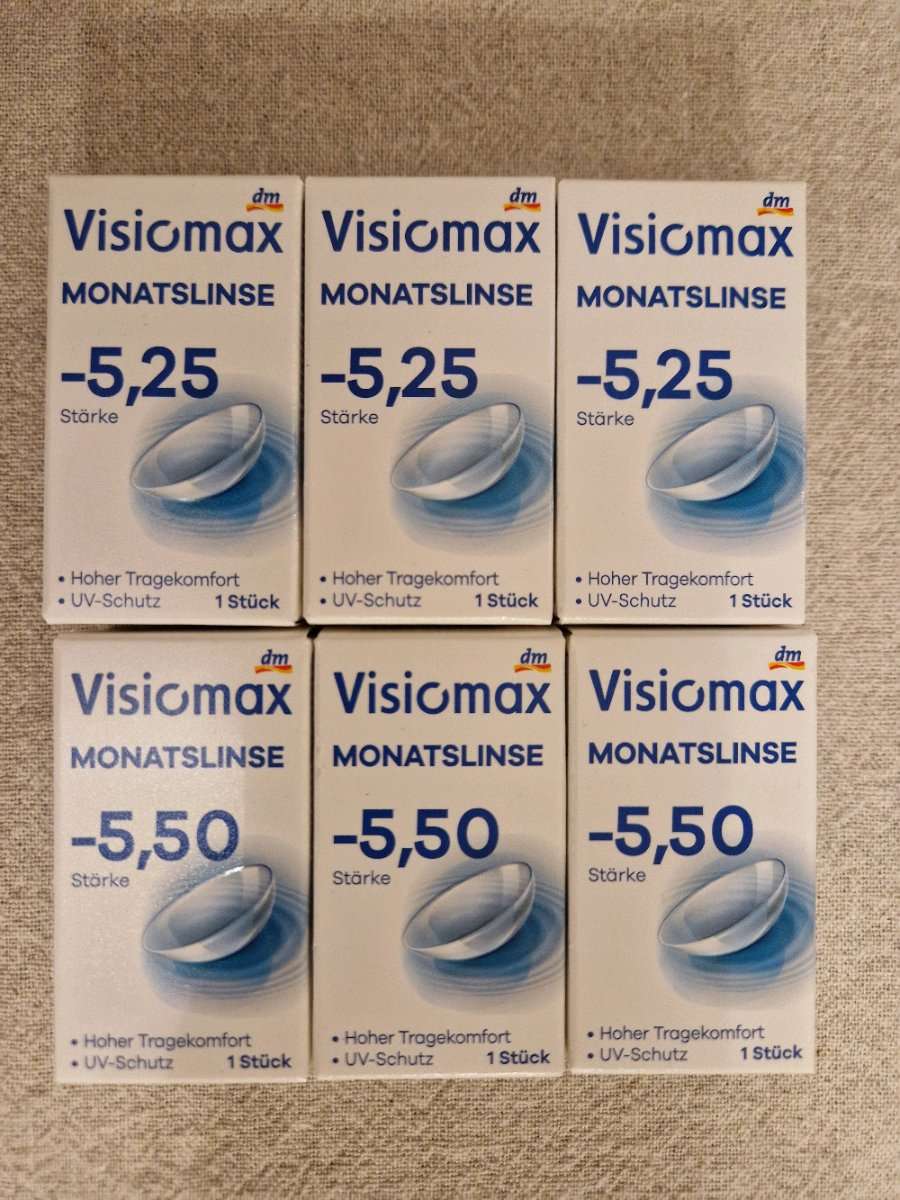 dm
Visiomax
MONATSLINSE
-5,25
Stärke
• Hoher Tragekomfort
• UV-Schutz 1 Stück
dm
Visiomax
MONATSLINSE
-5,25
Stärke
• Hoher Tragekomfort
• UV-Schutz 1 Stück
dm
Visiomax
MONATSLINSE
-5,25
Stärke
• Hoher Tragekomfort
• UV-Schutz 1 Stück
dm
Visiomax
MONATSLINSE
-5,50
Stärke
• Hoher Tragekomfort
• UV-Schutz 1 Stück
dm
Visiomax
MONATSLINSE
-5,50
Stärke
• Hoher Tragekomfort
• UV-Schutz 1 Stück
dm
Visiomax
MONATSLINSE
-5,50
Stärke
• Hoher Tragekomfort
• UV-Schutz 1 Stück